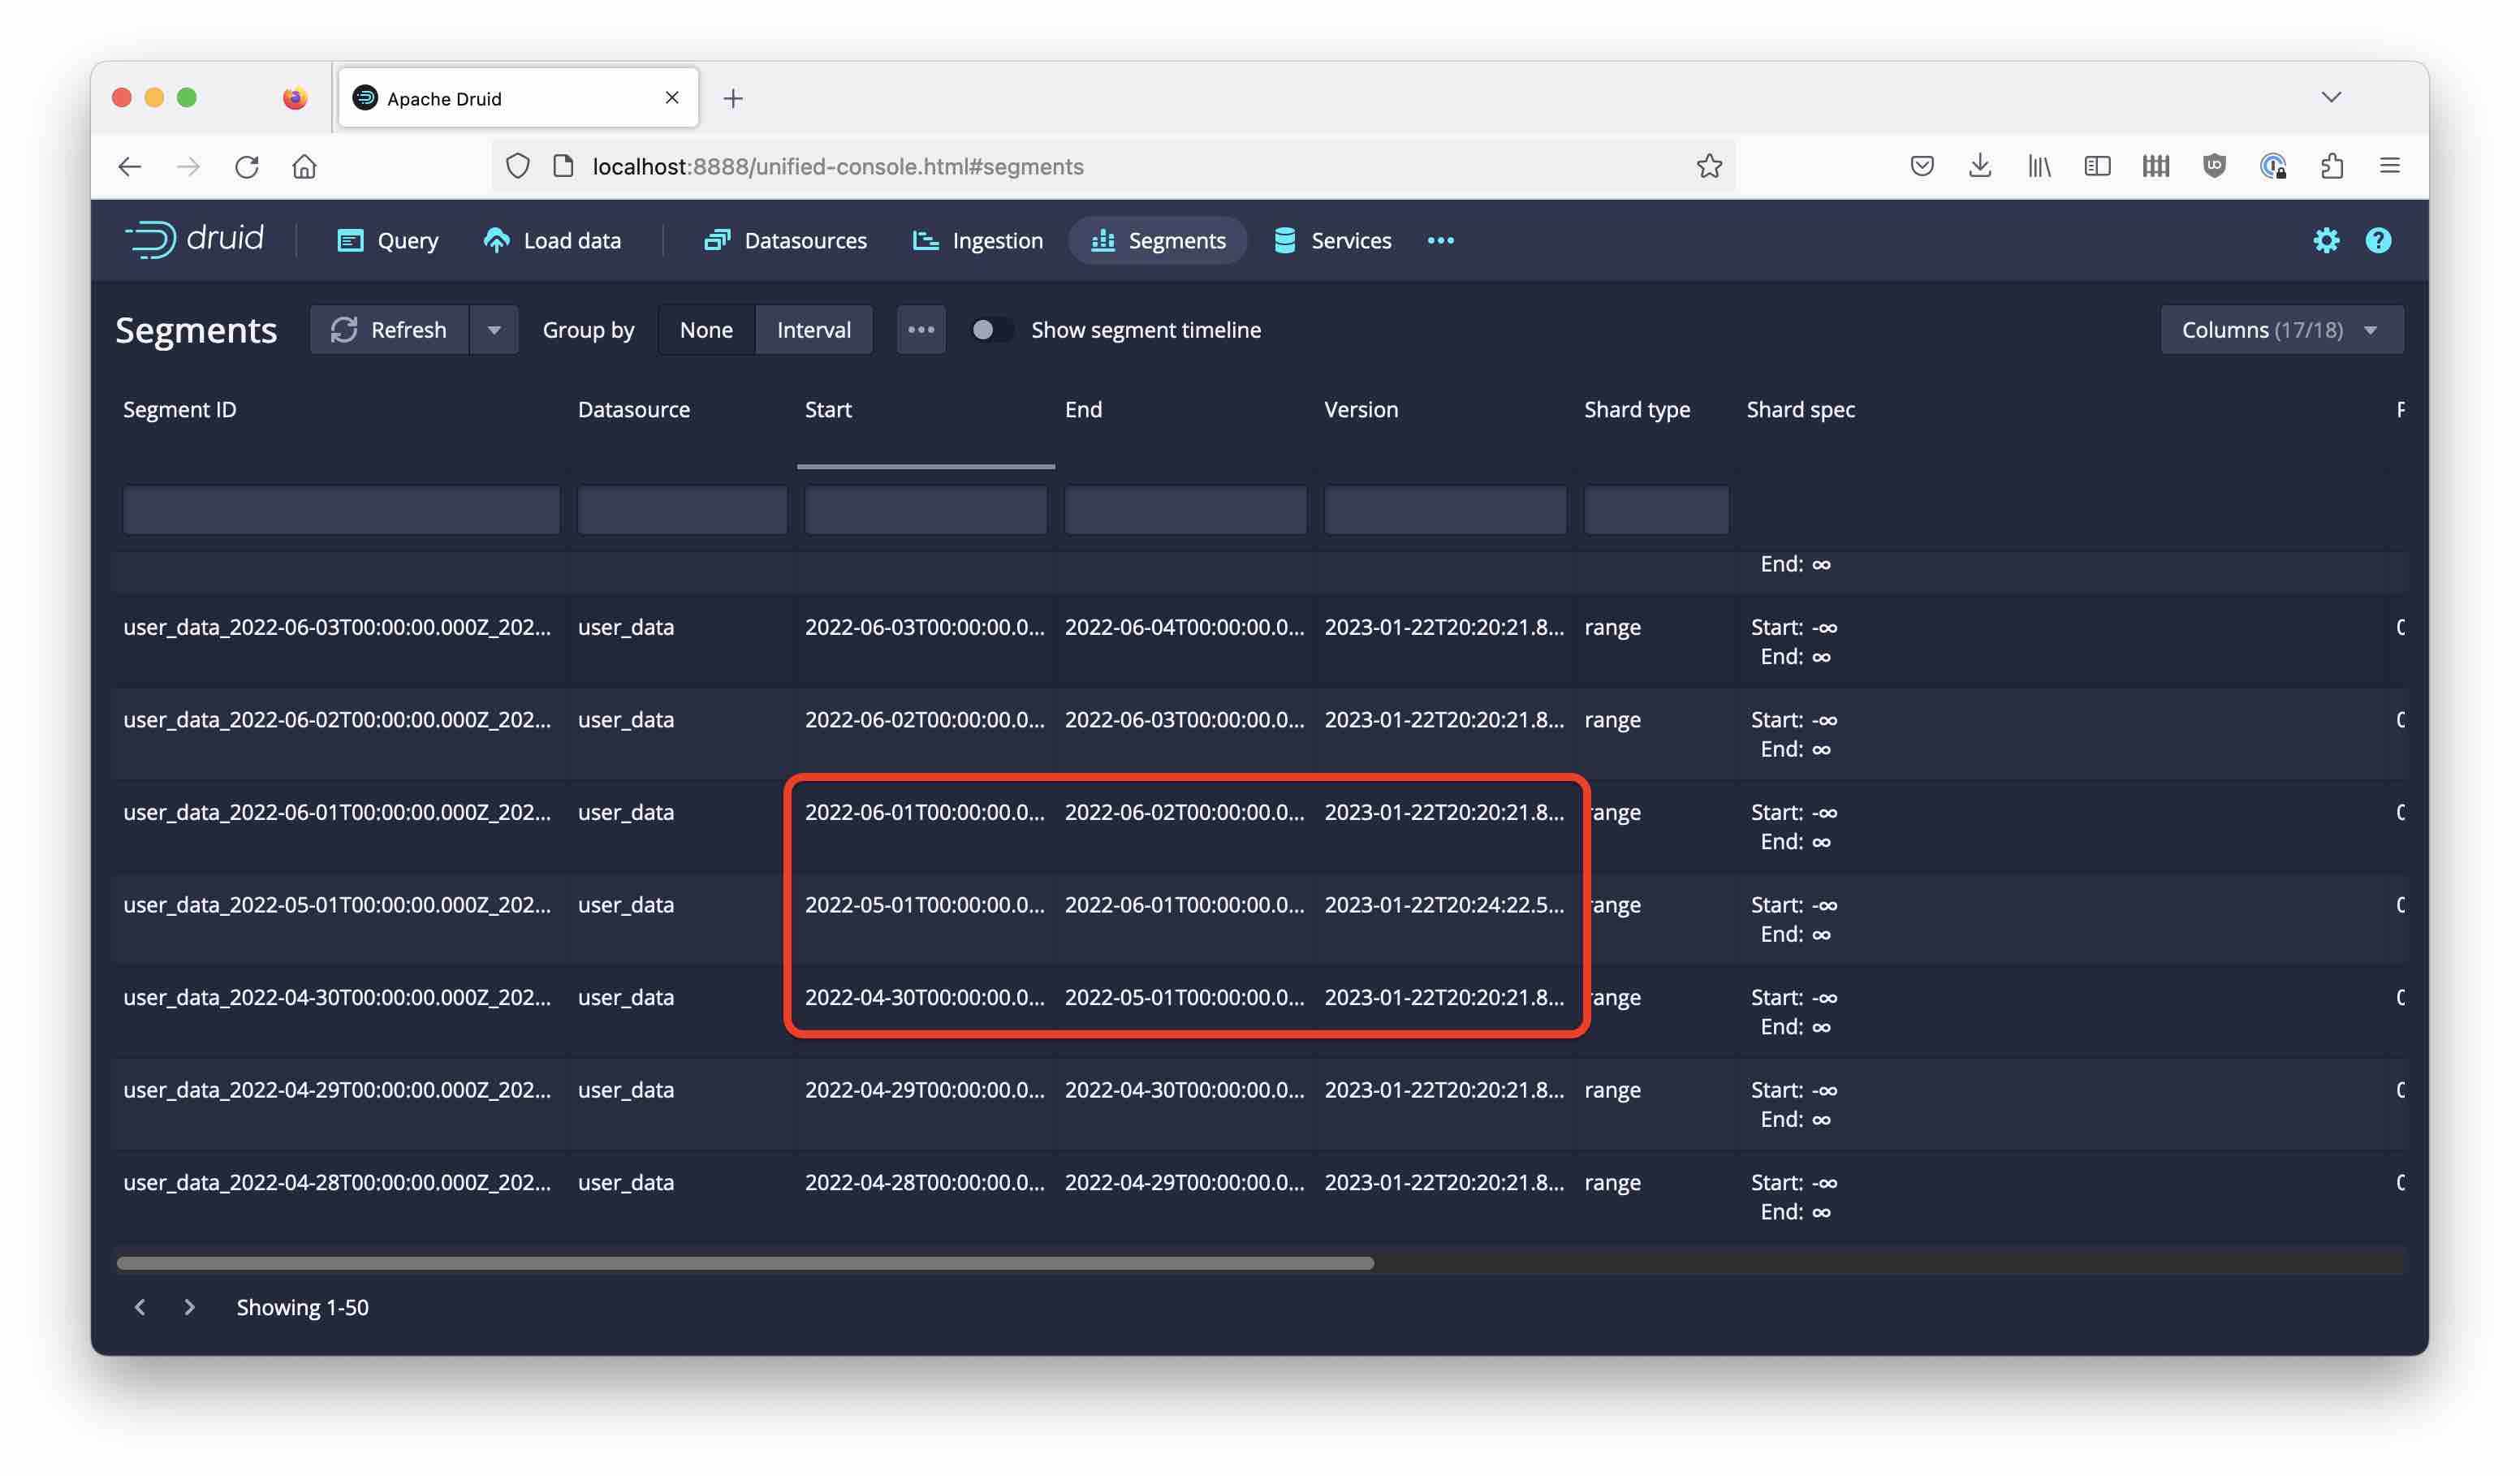 Apache Druid
localhost:8888/unified-console.html#segments
druid Query Load data Datasources Ingestion Segments Services
Segments Refresh Group by None Interval Show segment timeline Columns (17/18)
Segment ID Datasource Start End Version Shard type Shard spec
End: ∞
user_data_2022-06-03T00:00:00.000Z_202... user_data 2022-06-03T00:00:00.0... 2022-06-04T00:00:00.0... 2023-01-22T20:20:21.8... range Start: -∞
End: ∞
user_data_2022-06-02T00:00:00.000Z_202... user_data 2022-06-02T00:00:00.0... 2022-06-03T00:00:00.0... 2023-01-22T20:20:21.8... range Start: -∞
End: ∞
user_data_2022-06-01T00:00:00.000Z_202... user_data 2022-06-01T00:00:00.0... 2022-06-02T00:00:00.0... 2023-01-22T20:20:21.8... range Start: -∞
End: ∞
user_data_2022-05-01T00:00:00.000Z_202... user_data 2022-05-01T00:00:00.0... 2022-06-01T00:00:00.0... 2023-01-22T20:24:22.5... range Start: -∞
End: ∞
user_data_2022-04-30T00:00:00.000Z_202... user_data 2022-04-30T00:00:00.0... 2022-05-01T00:00:00.0... 2023-01-22T20:20:21.8... range Start: -∞
End: ∞
user_data_2022-04-29T00:00:00.000Z_202... user_data 2022-04-29T00:00:00.0... 2022-04-30T00:00:00.0... 2023-01-22T20:20:21.8... range Start: -∞
End: ∞
user_data_2022-04-28T00:00:00.000Z_202... user_data 2022-04-28T00:00:00.0... 2022-04-29T00:00:00.0... 2023-01-22T20:20:21.8... range Start: -∞
End: ∞
Showing 1-50